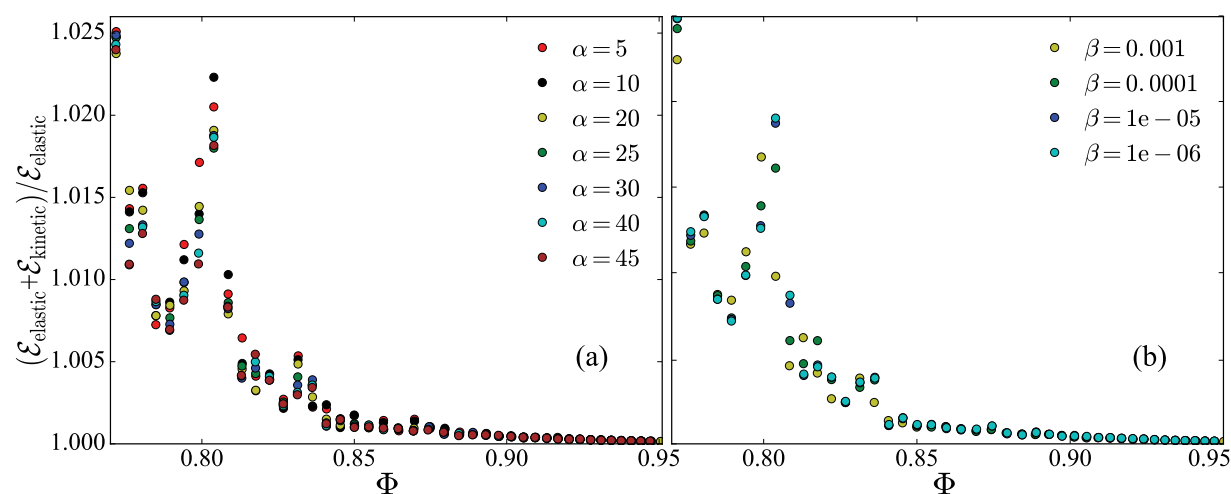 (ℰelastic+ℰkinetic)/ℰelastic
1.025
1.020
1.015
1.010
1.005
1.000
α = 5
α = 10
α = 20
α = 25
α = 30
α = 40
α = 45
(a)
0.80 0.85 0.90 0.95
Φ
β = 0.001
β = 0.0001
β = 1e − 05
β = 1e − 06
(b)
0.80 0.85 0.90 0.95
Φ